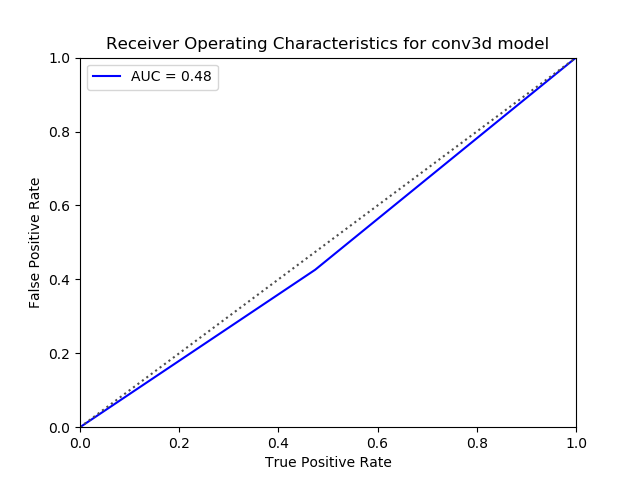 Receiver Operating Characteristics for conv3d model
AUC = 0.48
1.0
0.8
0.6
0.4
0.2
0.0
False Positive Rate
0.0 0.2 0.4 0.6 0.8 1.0
True Positive Rate